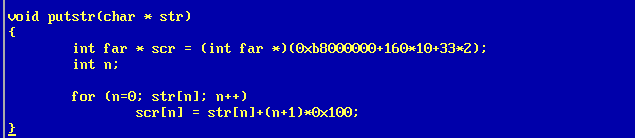 void putstr(char * str)
{
int far * scr = (int far *)(0xb8000000+160*10+33*2);
int n;
for (n=0; str[n]; n++)
scr[n] = str[n]+(n+1)*0x100;
}